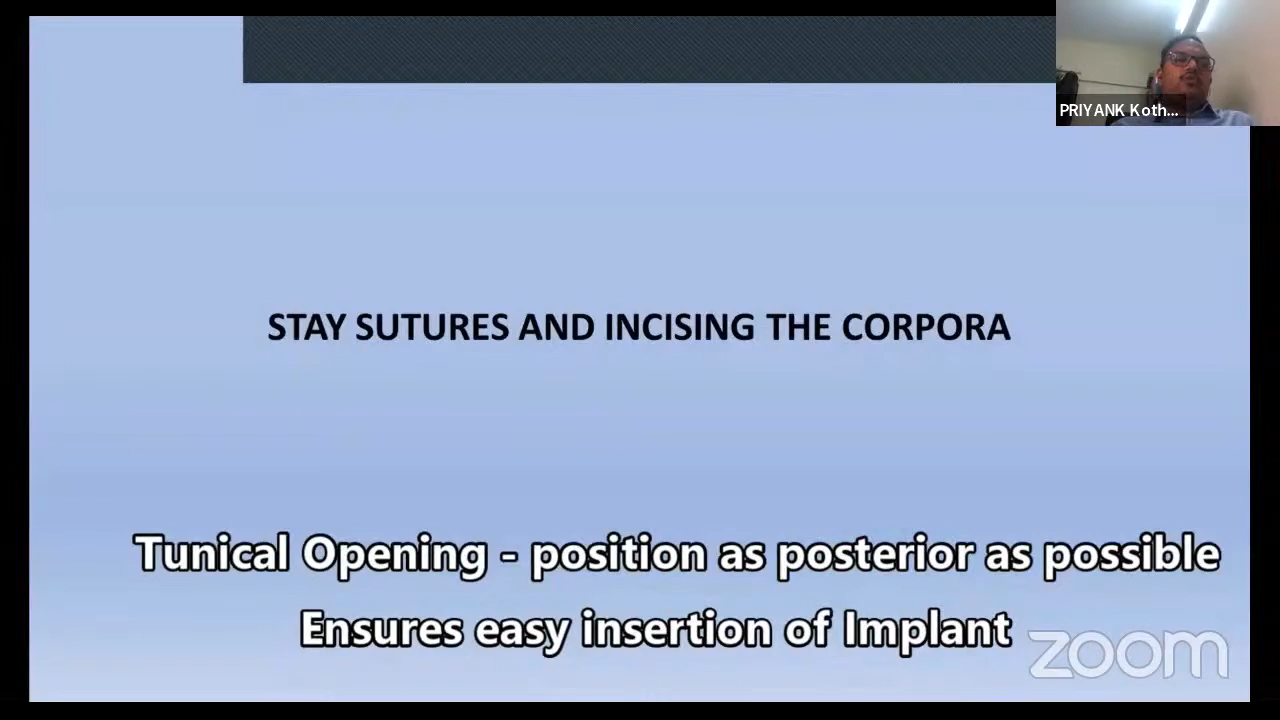 PRIYANK Koth...
STAY SUTURES AND INCISING THE CORPORA
Tunical Opening - position as posterior as possible
Ensures easy insertion of Implant
zoom